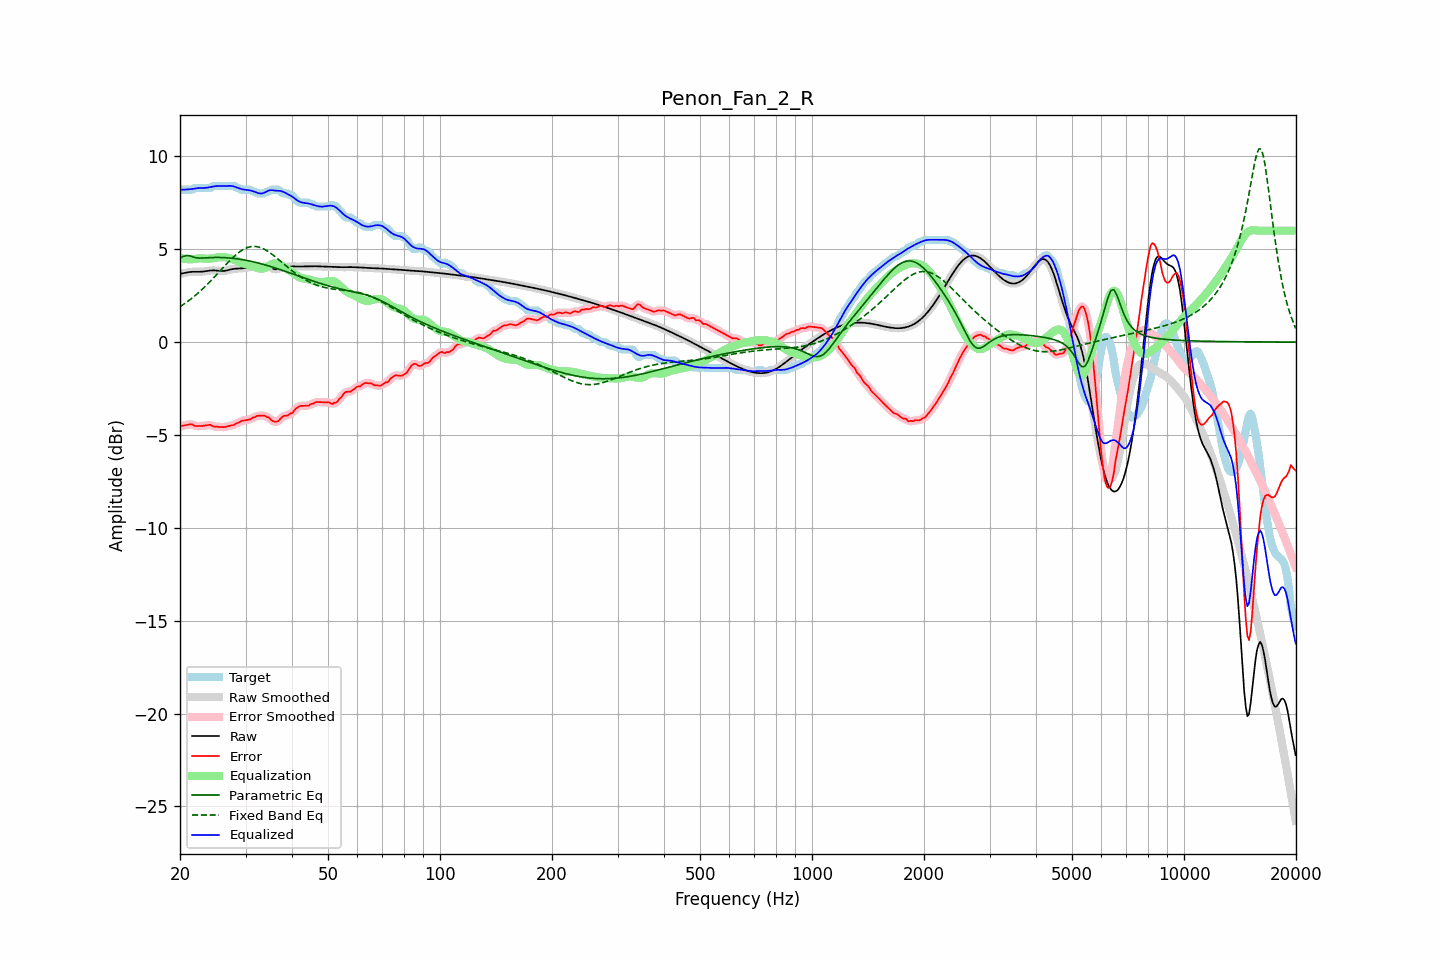 Penon_Fan_2_R
Amplitude (dBr)
10
5
0
−5
−10
−15
−20
−25
Target
Raw Smoothed
Error Smoothed
Raw
Error
Equalization
Parametric Eq
Fixed Band Eq
Equalized
20 50 100 200 500 1000 2000 5000 10000 20000
Frequency (Hz)